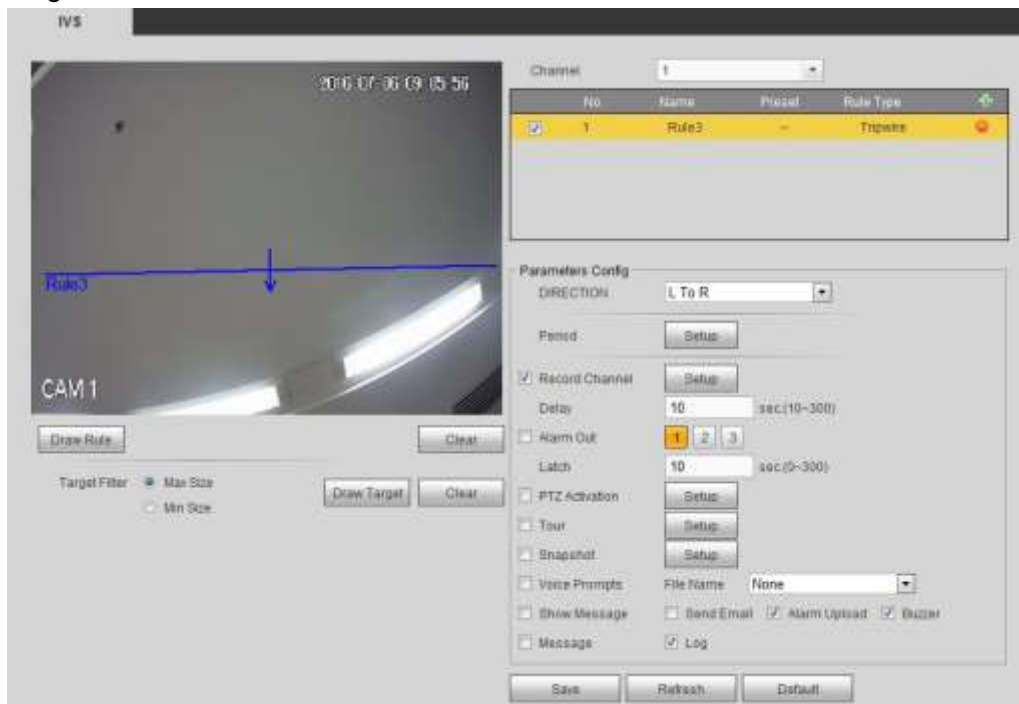 IVS
2016-07-06 09:05:56
Rule3
CAM 1
Draw Rule
Clear
Target Filter
Max Size
Min Size
Draw Target
Clear
Channel
1
No. Name Preset Rule Type
1 Rule3 -- Tripwire
Parameters Config
DIRECTION L To R
Period Setup
Record Channel Setup
Delay 10 sec.(10~300)
Alarm Out 1 2 3
Latch 10 sec.(0~300)
PTZ Activation Setup
Tour Setup
Snapshot Setup
Voice Prompts File Name None
Show Message Send Email Alarm Upload Buzzer
Message Log
Save Refresh Default